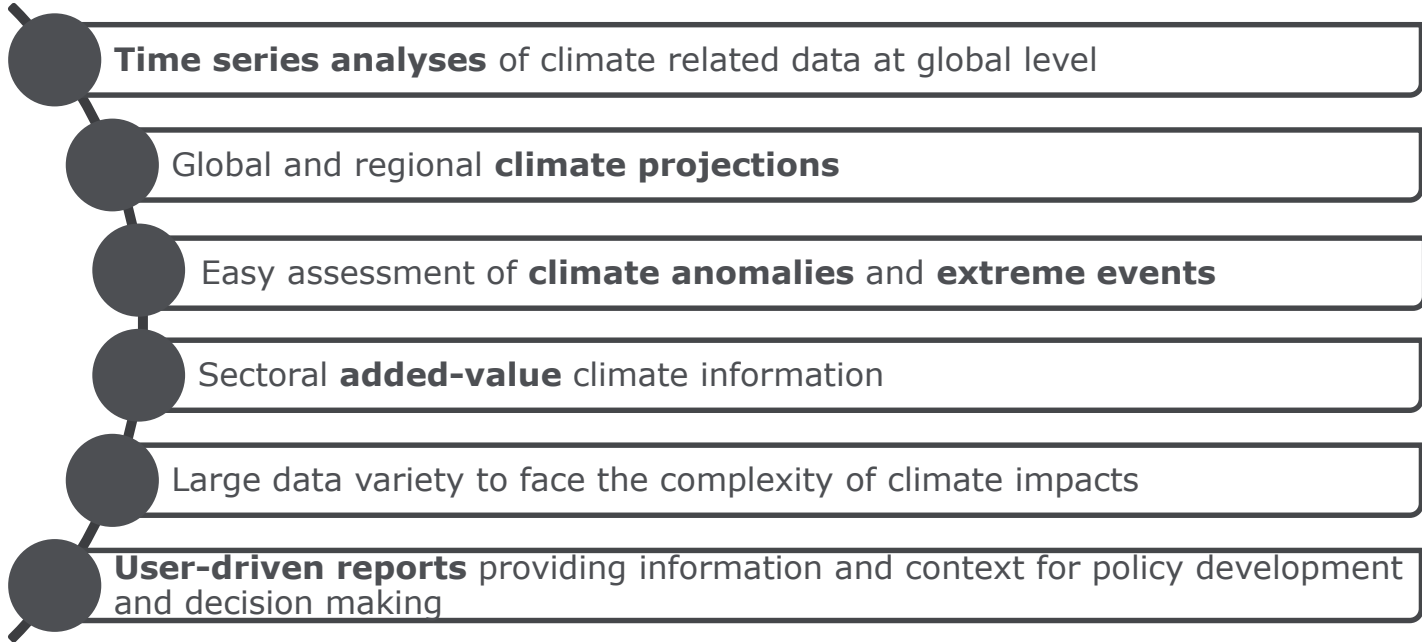 Time series analyses of climate related data at global level
Global and regional climate projections
Easy assessment of climate anomalies and extreme events
Sectoral added-value climate information
Large data variety to face the complexity of climate impacts
User-driven reports providing information and context for policy development
and decision making